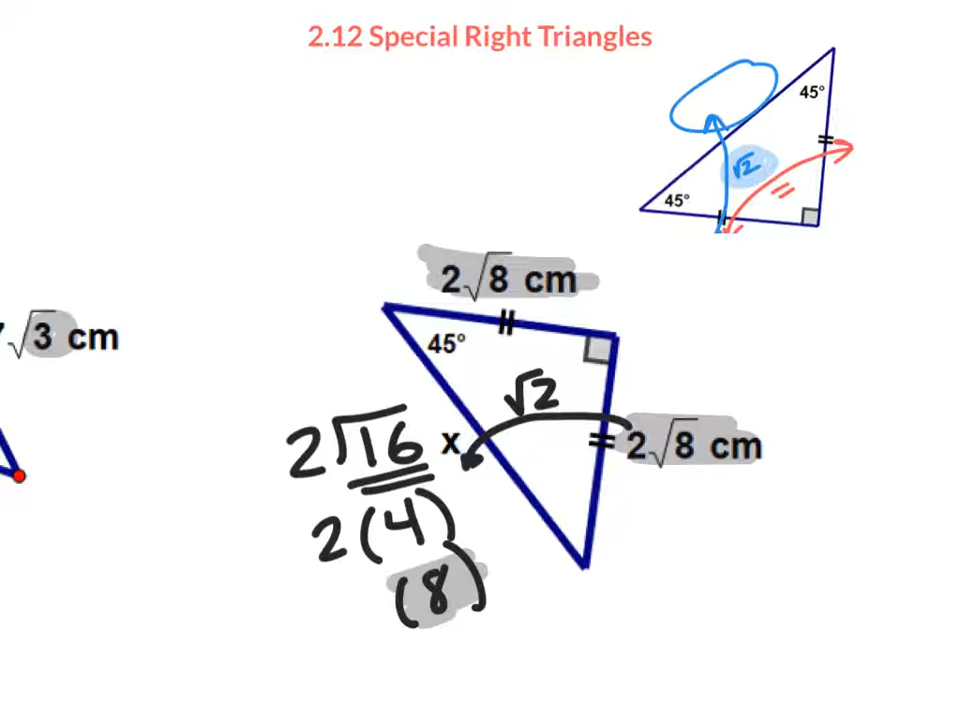 2.12 Special Right Triangles
45°
√2
=
45°
2√8 cm
√3 cm
45°
√2
2√16
x
2√8 cm
2(4)
(8)